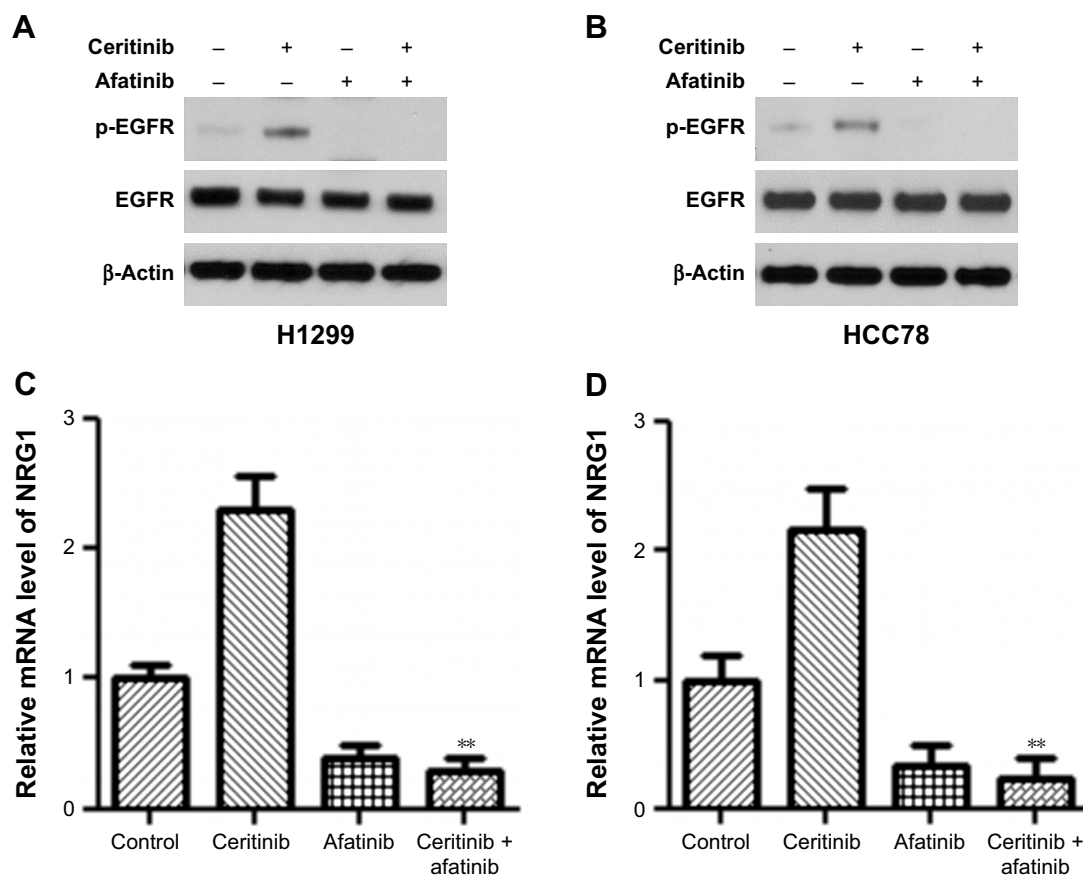 A
Ceritinib – + – +
Afatinib – – + +
p-EGFR
EGFR
β-Actin
H1299
B
Ceritinib – + – +
Afatinib – – + +
p-EGFR
EGFR
β-Actin
HCC78
C
Relative mRNA level of NRG1
3
2
1
0
**
Control Ceritinib Afatinib Ceritinib +
afatinib
D
Relative mRNA level of NRG1
3
2
1
0
**
Control Ceritinib Afatinib Ceritinib +
afatinib